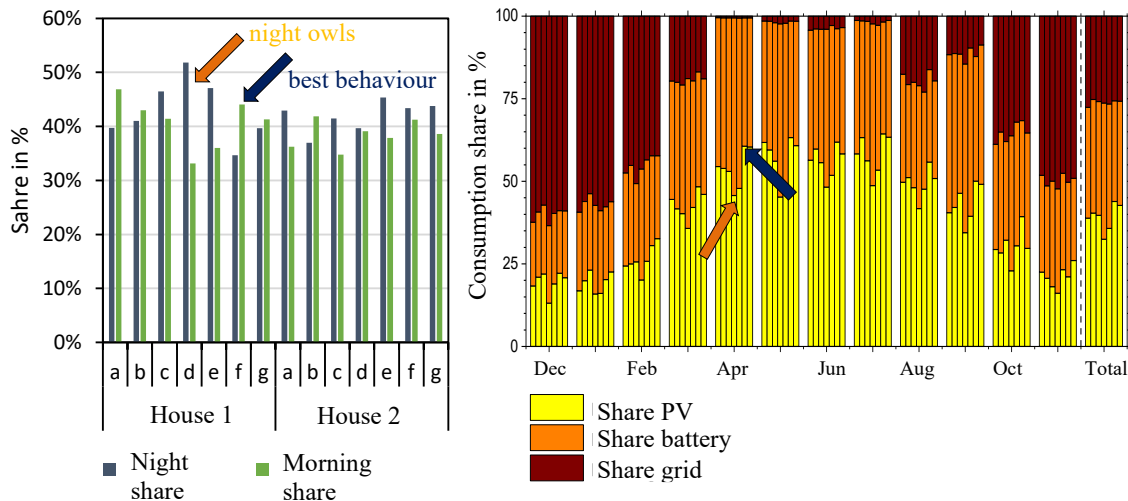 Sahre in %
60%
50%
40%
30%
20%
10%
0%
night owls
best behaviour
a b c d e f g a b c d e f g
House 1 House 2
Night share
Morning share
Consumption share in %
100
75
50
25
0
Dec Feb Apr Jun Aug Oct Total
Share PV
Share battery
Share grid